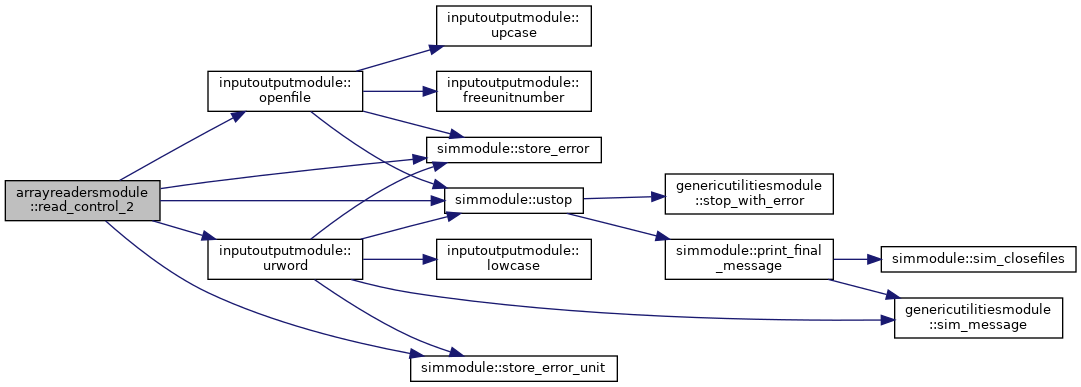 arrayreadersmodule
::read_control_2
inputoutputmodule::
openfile
inputoutputmodule::
urword
inputoutputmodule::
upcase
inputoutputmodule::
freeunitnumber
simmodule::store_error
simmodule::ustop
inputoutputmodule::
lowcase
simmodule::store_error_unit
genericutilitiesmodule
::stop_with_error
simmodule::print_final
_message
simmodule::sim_closefiles
genericutilitiesmodule
::sim_message